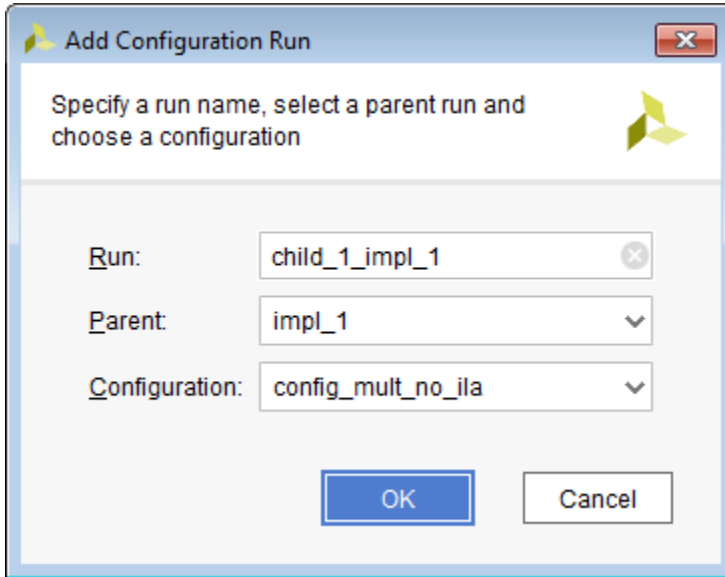 Add Configuration Run
Specify a run name, select a parent run and
choose a configuration
Run: child_1_impl_1
Parent: impl_1
Configuration: config_mult_no_ila
OK Cancel